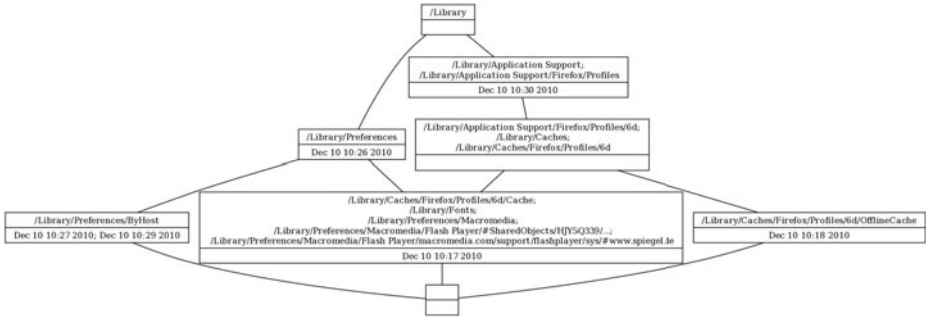 /Library
/Library/Application Support;
/Library/Application Support/Firefox/Profiles
Dec 10 10:30 2010
/Library/Preferences
Dec 10 10:26 2010
/Library/Application Support/Firefox/Profiles/6d;
/Library/Caches;
/Library/Caches/Firefox/Profiles/6d
/Library/Preferences/ByHost
Dec 10 10:27 2010; Dec 10 10:29 2010
/Library/Caches/Firefox/Profiles/6d/Cache;
/Library/Fonts;
/Library/Preferences/Macromedia;
/Library/Preferences/Macromedia/Flash Player/#SharedObjects/HJY5Q339/..;
/Library/Preferences/Macromedia/Flash Player/macromedia.com/support/flashplayer/sys/#www.spiegel.de
Dec 10 10:17 2010
/Library/Caches/Firefox/Profiles/6d/OfflineCache
Dec 10 10:18 2010